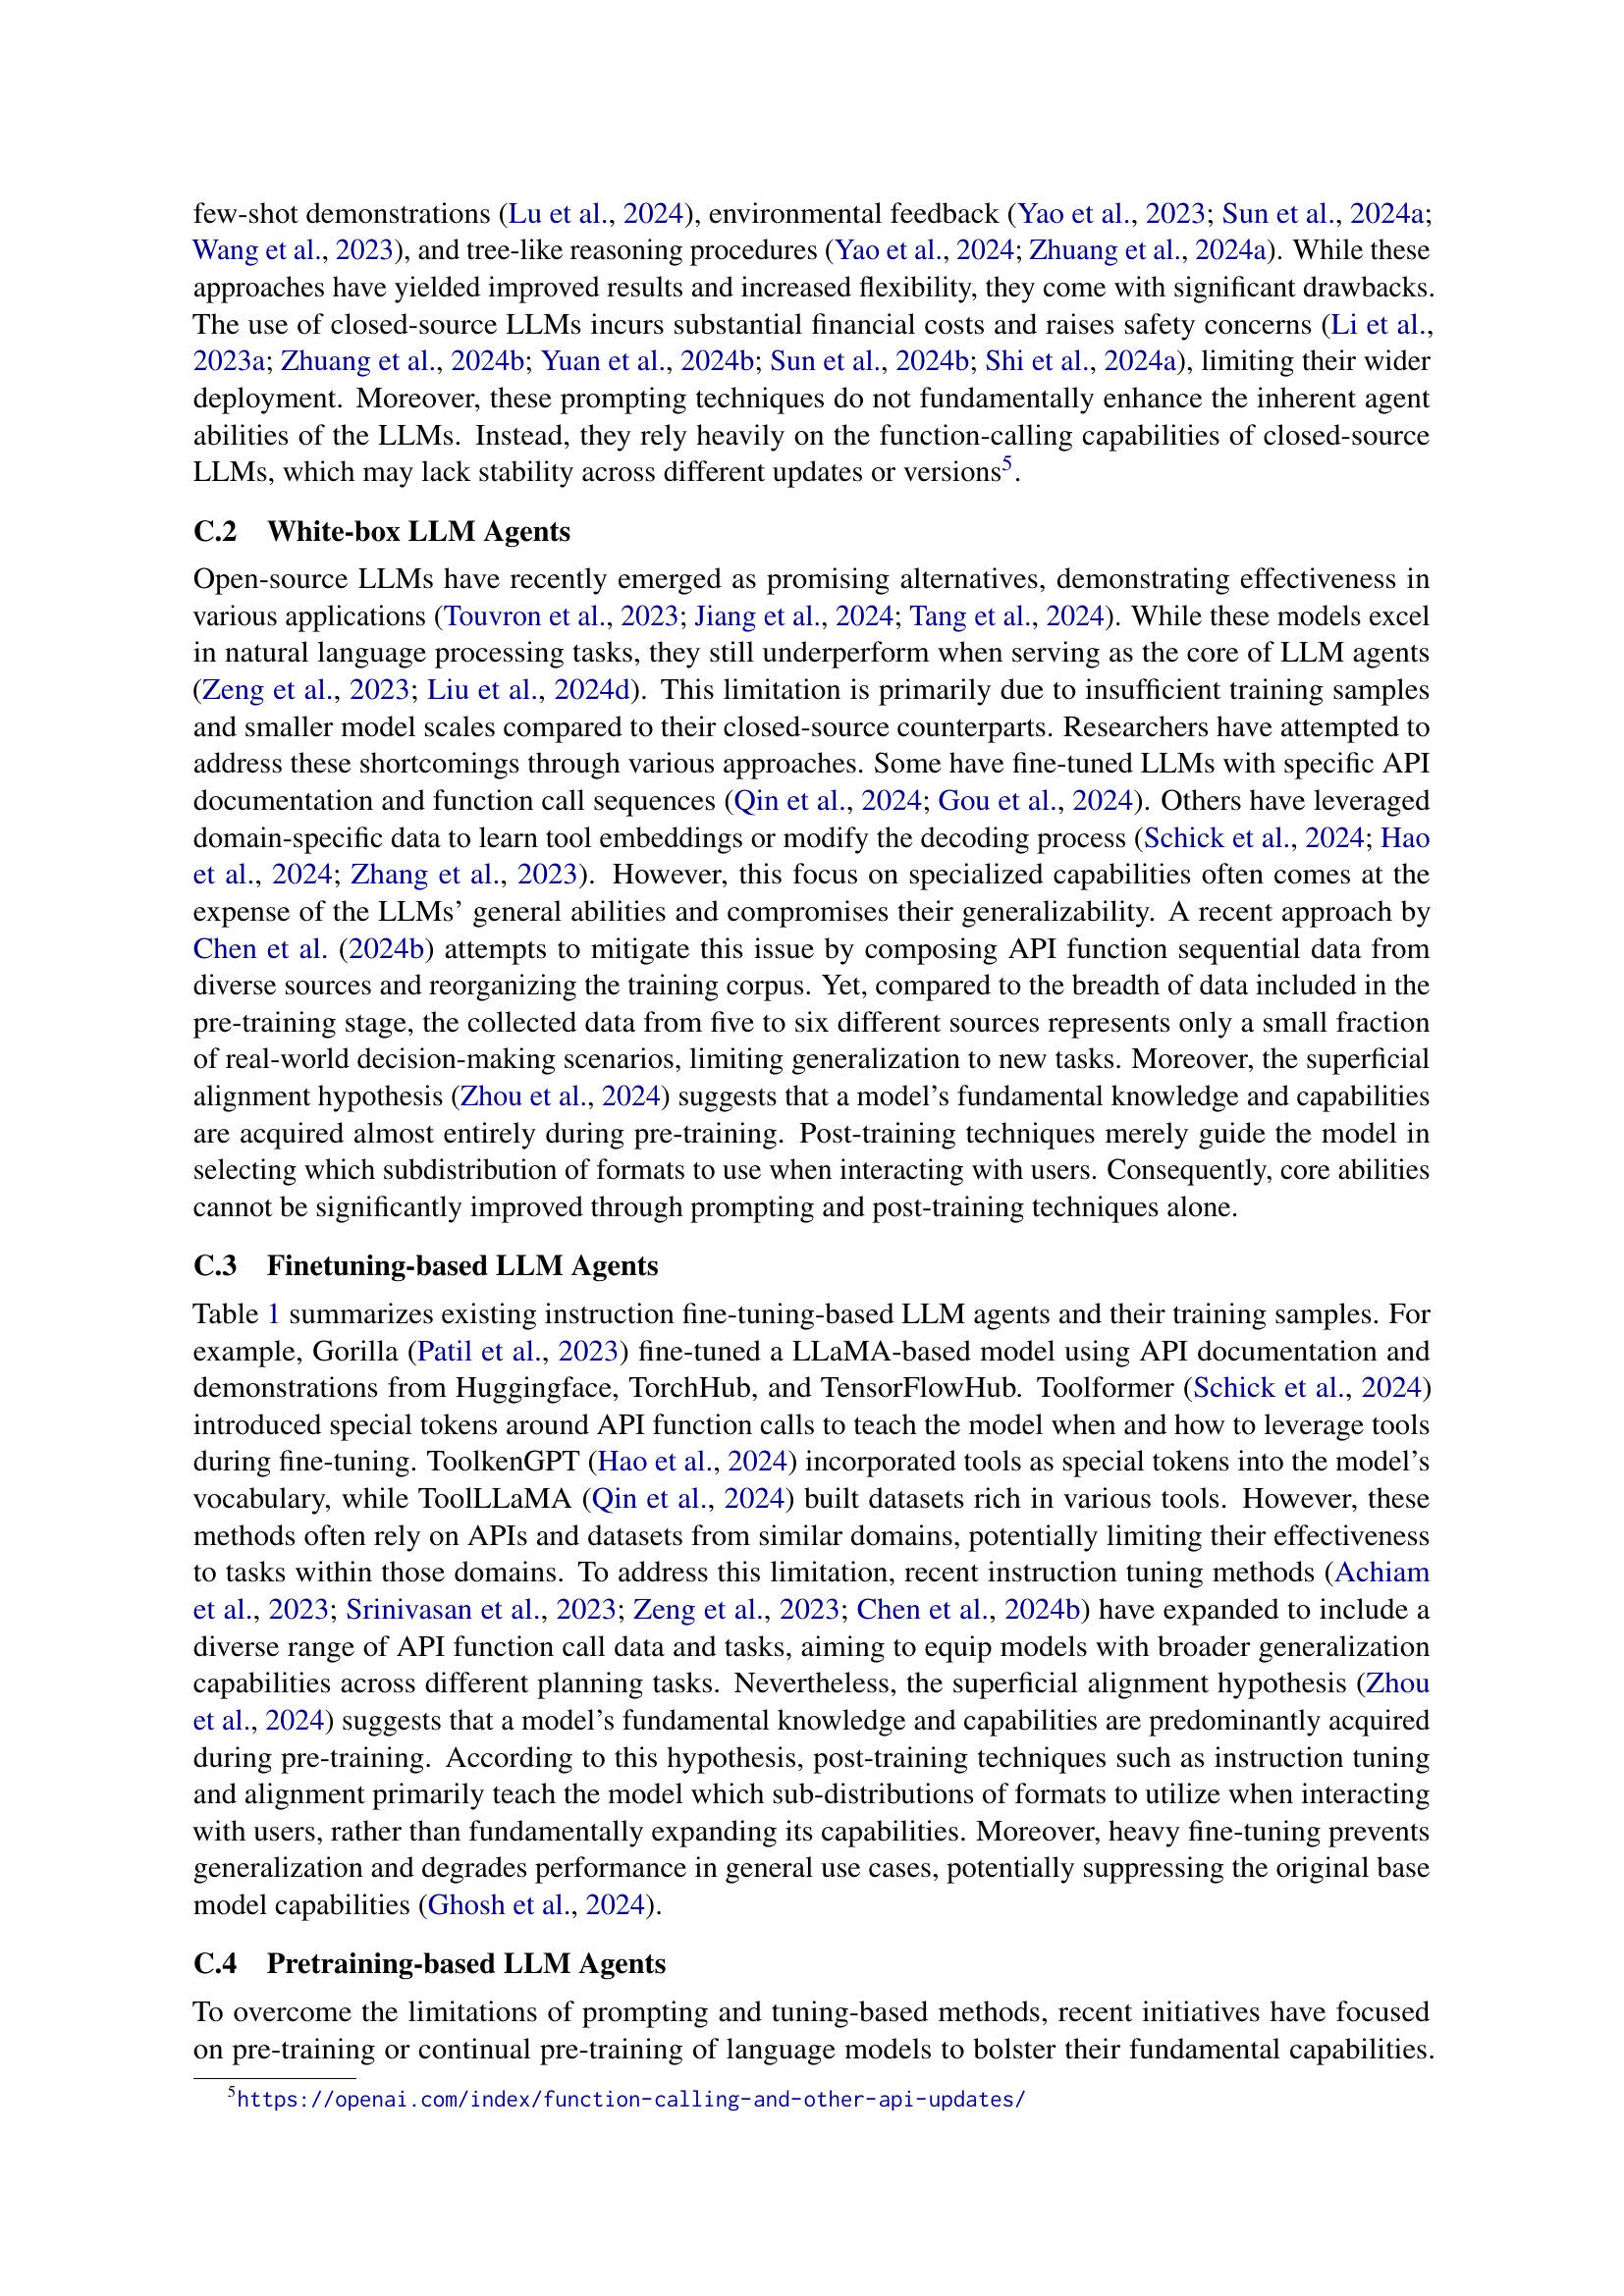 few-shot demonstrations (Lu et al., 2024), environmental feedback (Yao et al., 2023; Sun et al., 2024a;
Wang et al., 2023), and tree-like reasoning procedures (Yao et al., 2024; Zhuang et al., 2024a). While these
approaches have yielded improved results and increased flexibility, they come with significant drawbacks.
The use of closed-source LLMs incurs substantial financial costs and raises safety concerns (Li et al.,
2023a; Zhuang et al., 2024b; Yuan et al., 2024b; Sun et al., 2024b; Shi et al., 2024a), limiting their wider
deployment. Moreover, these prompting techniques do not fundamentally enhance the inherent agent
abilities of the LLMs. Instead, they rely heavily on the function-calling capabilities of closed-source
LLMs, which may lack stability across different updates or versions5.
C.2 White-box LLM Agents
Open-source LLMs have recently emerged as promising alternatives, demonstrating effectiveness in
various applications (Touvron et al., 2023; Jiang et al., 2024; Tang et al., 2024). While these models excel
in natural language processing tasks, they still underperform when serving as the core of LLM agents
(Zeng et al., 2023; Liu et al., 2024d). This limitation is primarily due to insufficient training samples
and smaller model scales compared to their closed-source counterparts. Researchers have attempted to
address these shortcomings through various approaches. Some have fine-tuned LLMs with specific API
documentation and function call sequences (Qin et al., 2024; Gou et al., 2024). Others have leveraged
domain-specific data to learn tool embeddings or modify the decoding process (Schick et al., 2024; Hao
et al., 2024; Zhang et al., 2023). However, this focus on specialized capabilities often comes at the
expense of the LLMs’ general abilities and compromises their generalizability. A recent approach by
Chen et al. (2024b) attempts to mitigate this issue by composing API function sequential data from
diverse sources and reorganizing the training corpus. Yet, compared to the breadth of data included in the
pre-training stage, the collected data from five to six different sources represents only a small fraction
of real-world decision-making scenarios, limiting generalization to new tasks. Moreover, the superficial
alignment hypothesis (Zhou et al., 2024) suggests that a model’s fundamental knowledge and capabilities
are acquired almost entirely during pre-training. Post-training techniques merely guide the model in
selecting which subdistribution of formats to use when interacting with users. Consequently, core abilities
cannot be significantly improved through prompting and post-training techniques alone.
C.3 Finetuning-based LLM Agents
Table 1 summarizes existing instruction fine-tuning-based LLM agents and their training samples. For
example, Gorilla (Patil et al., 2023) fine-tuned a LLaMA-based model using API documentation and
demonstrations from Huggingface, TorchHub, and TensorFlowHub. Toolformer (Schick et al., 2024)
introduced special tokens around API function calls to teach the model when and how to leverage tools
during fine-tuning. ToolkenGPT (Hao et al., 2024) incorporated tools as special tokens into the model’s
vocabulary, while ToolLLaMA (Qin et al., 2024) built datasets rich in various tools. However, these
methods often rely on APIs and datasets from similar domains, potentially limiting their effectiveness
to tasks within those domains. To address this limitation, recent instruction tuning methods (Achiam
et al., 2023; Srinivasan et al., 2023; Zeng et al., 2023; Chen et al., 2024b) have expanded to include a
diverse range of API function call data and tasks, aiming to equip models with broader generalization
capabilities across different planning tasks. Nevertheless, the superficial alignment hypothesis (Zhou
et al., 2024) suggests that a model’s fundamental knowledge and capabilities are predominantly acquired
during pre-training. According to this hypothesis, post-training techniques such as instruction tuning
and alignment primarily teach the model which sub-distributions of formats to utilize when interacting
with users, rather than fundamentally expanding its capabilities. Moreover, heavy fine-tuning prevents
generalization and degrades performance in general use cases, potentially suppressing the original base
model capabilities (Ghosh et al., 2024).
C.4 Pretraining-based LLM Agents
To overcome the limitations of prompting and tuning-based methods, recent initiatives have focused
on pre-training or continual pre-training of language models to bolster their fundamental capabilities.
5https://openai.com/index/function-calling-and-other-api-updates/